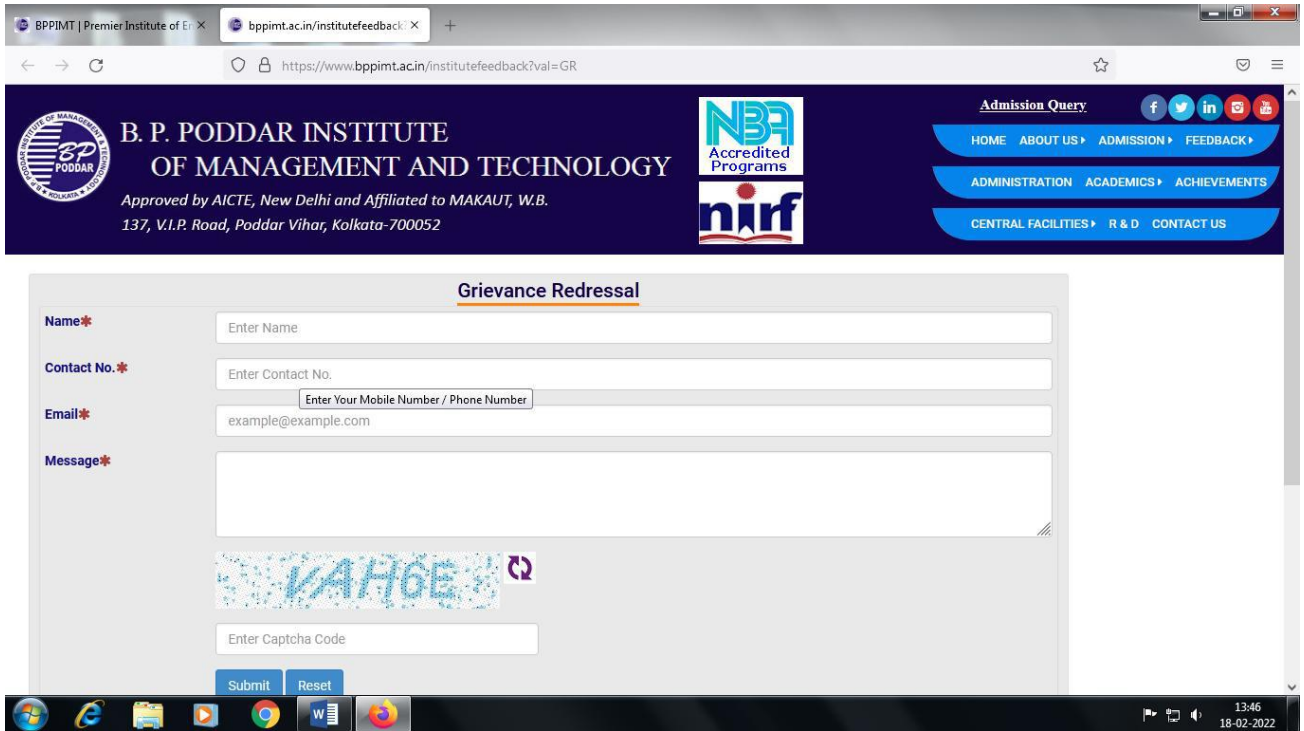 BPPIMT | Premier Institute of En
bppimt.ac.in/institutefeedback?
https://www.bppimt.ac.in/institutefeedback?val=GR
B. P. PODDAR INSTITUTE
OF MANAGEMENT AND TECHNOLOGY
Approved by AICTE, New Delhi and Affiliated to MAKAUT, W.B.
137, V.I.P. Road, Poddar Vihar, Kolkata-700052
BP
PODDAR
KOLKATA
NBA
Accredited
Programs
nirf
Admission Query
HOME ABOUT US ADMISSION FEEDBACK
ADMINISTRATION ACADEMICS ACHIEVEMENTS
CENTRAL FACILITIES R & D CONTACT US
Grievance Redressal
Name*
Enter Name
Contact No.*
Enter Contact No.
Enter Your Mobile Number / Phone Number
Email*
example@example.com
Message*
VAH6E
Enter Captcha Code
Submit Reset
13:46
18-02-2022